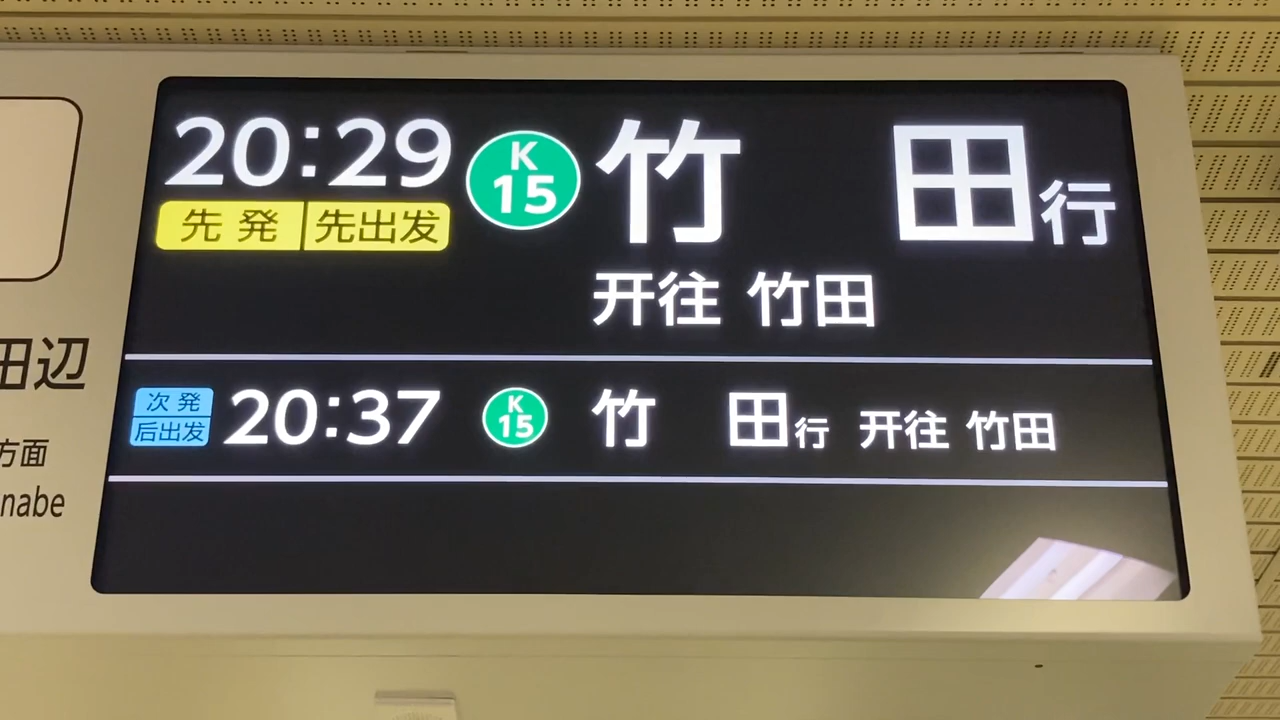 20:29 K 15 竹 田行
先発 先出发
开往 竹田
次発 20:37 K 15 竹 田行 开往 竹田
后出发
田辺
方面
nabe